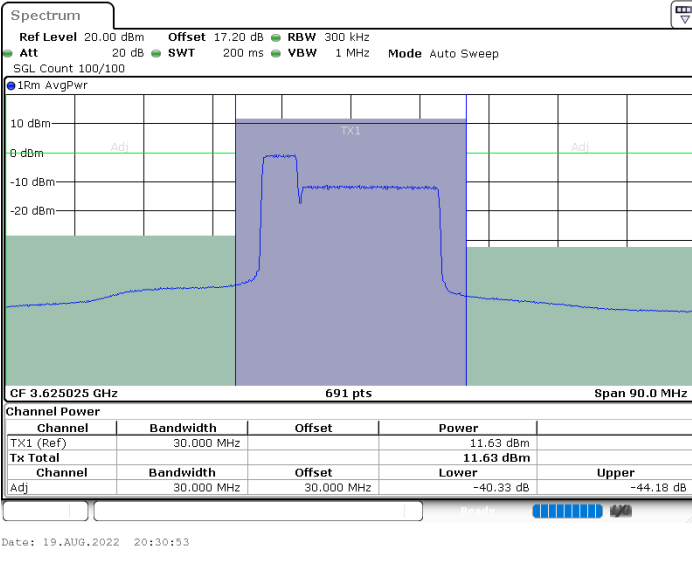 Spectrum
Ref Level 20.00 dBm Offset 17.20 dB RBW 300 kHz
Att 20 dB SWT 200 ms VBW 1 MHz Mode Auto Sweep
SGL Count 100/100
1Rm AvgPwr
10 dBm
TX1
Adj
Adj
0 dBm
-10 dBm
-20 dBm
CF 3.625025 GHz 691 pts Span 90.0 MHz
Channel Power
Channel Bandwidth Offset Power
TX1 (Ref) 30.000 MHz 11.63 dBm
Tx Total 11.63 dBm
Channel Bandwidth Offset Lower Upper
Adj 30.000 MHz 30.000 MHz -40.33 dB -44.18 dB
Ready
Date: 19.AUG.2022 20:30:53